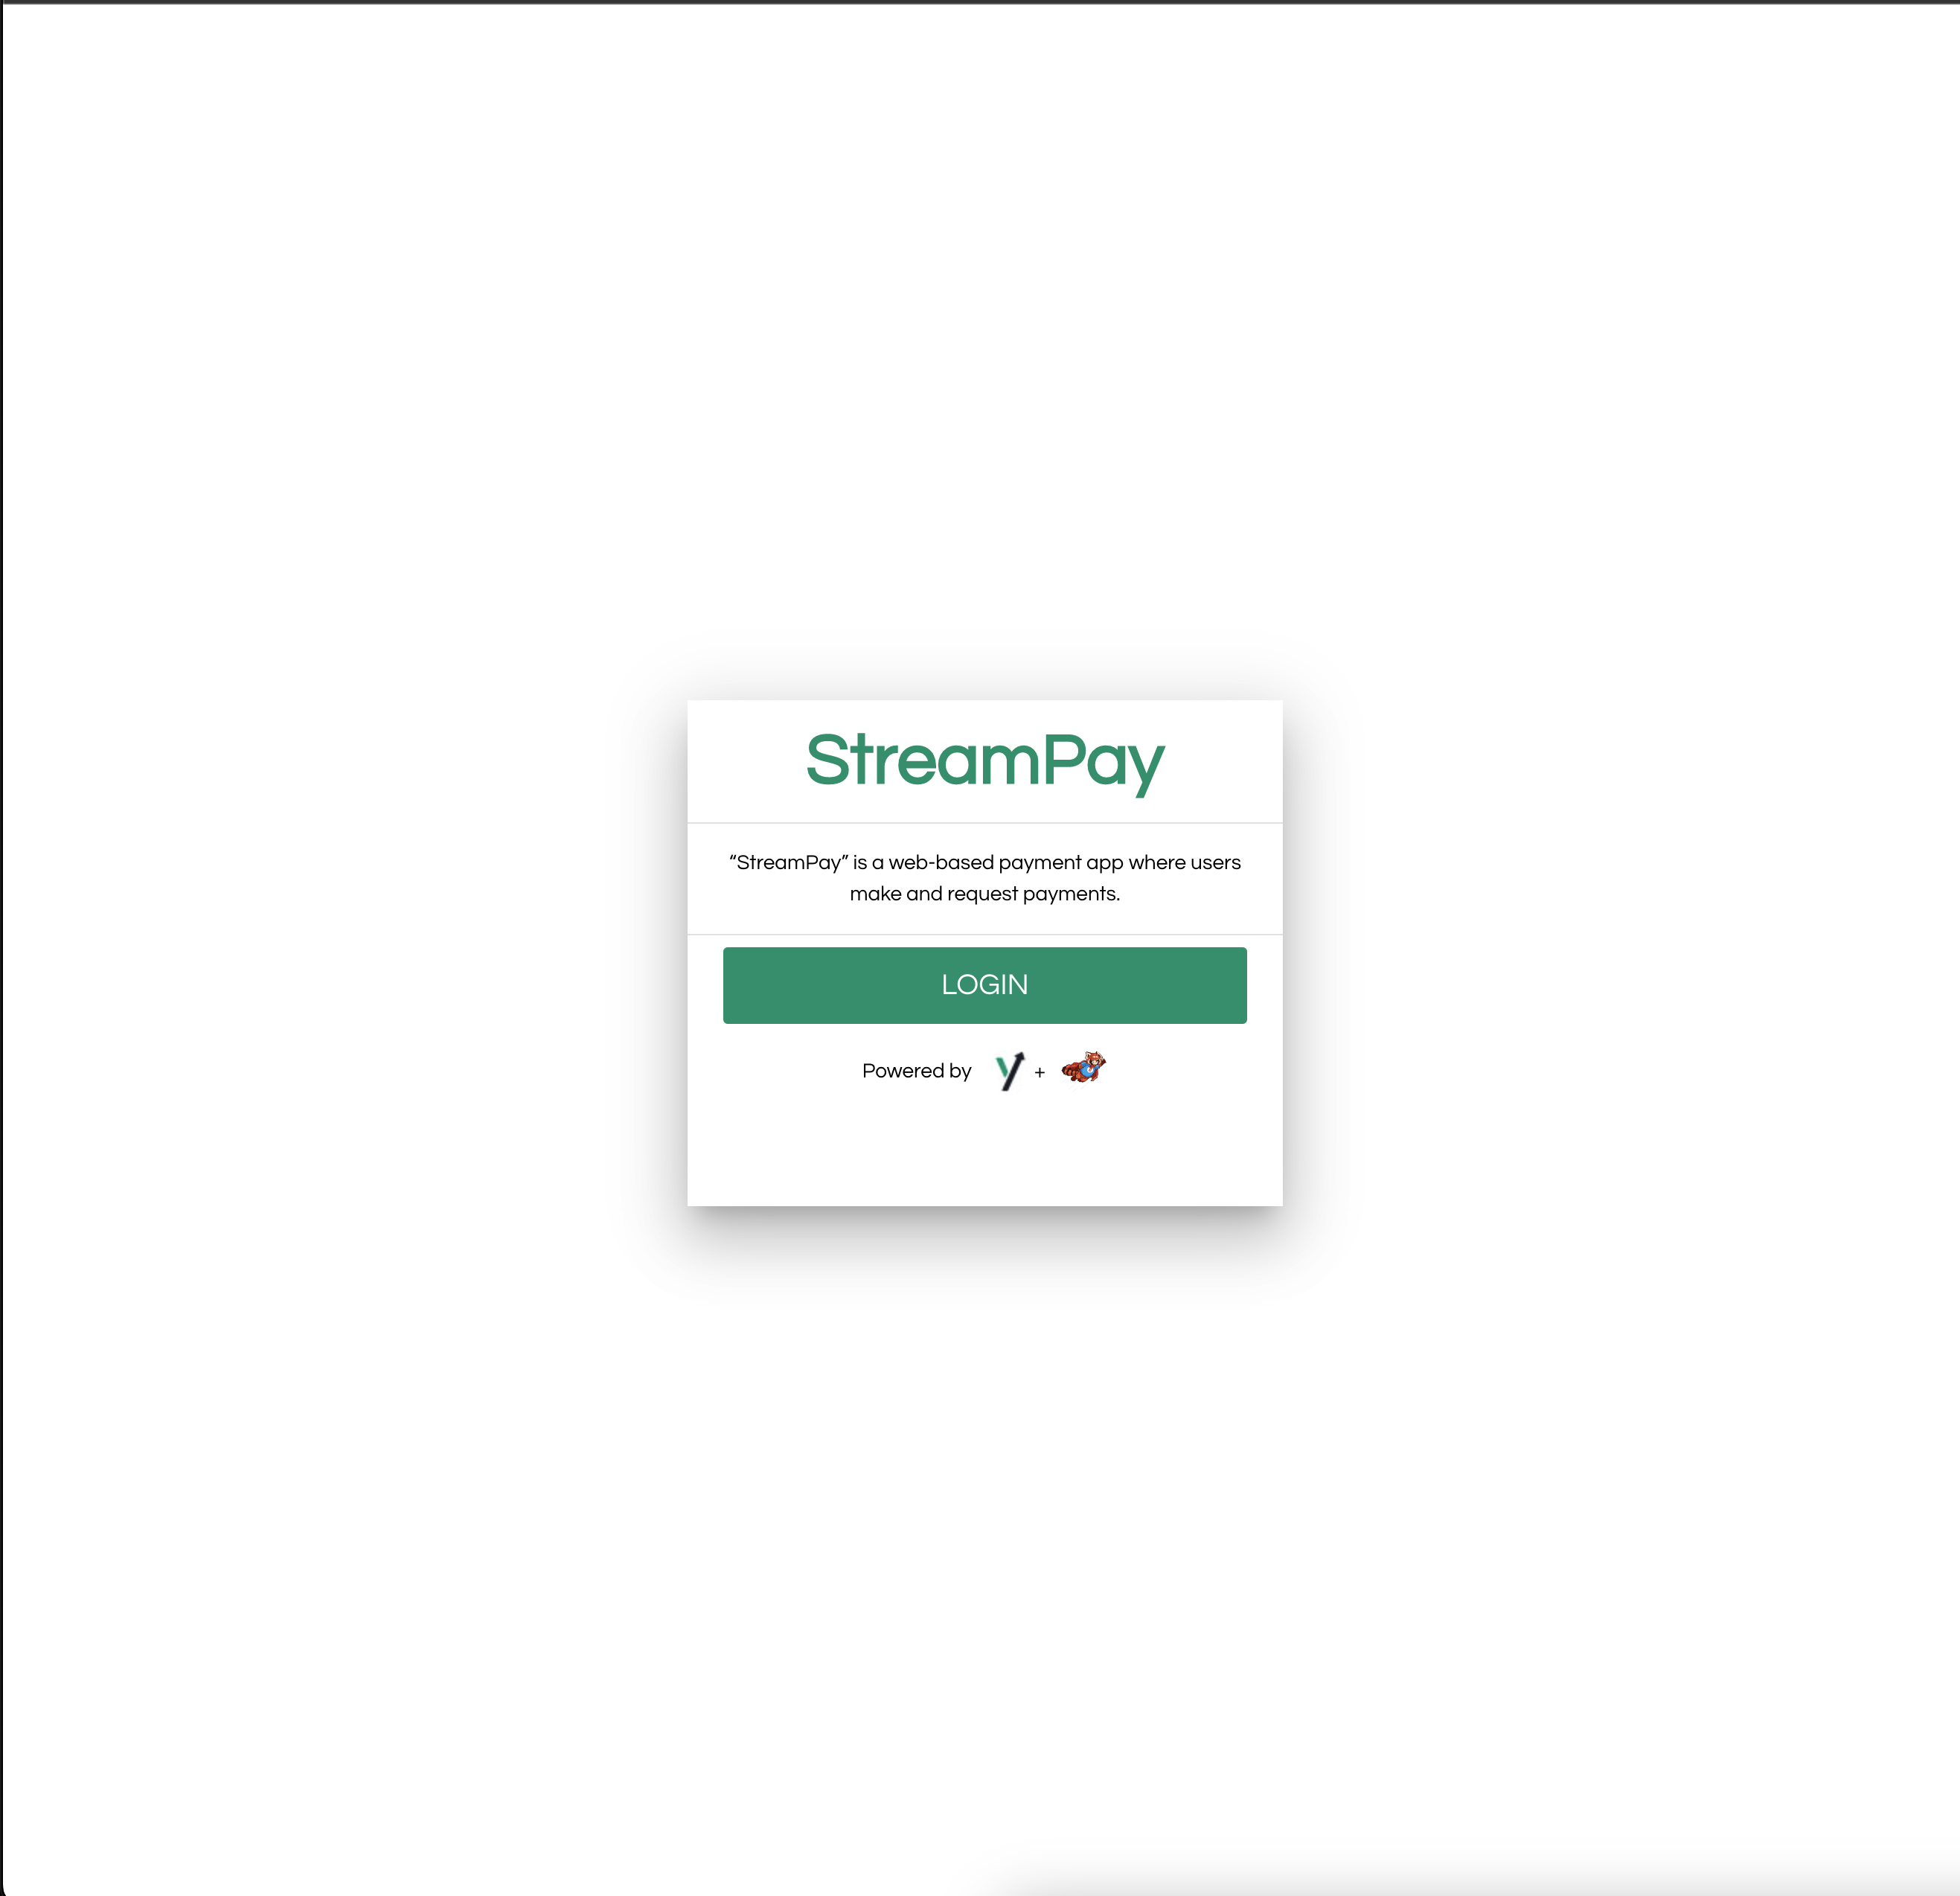 StreamPay
“StreamPay” is a web-based payment app where users
make and request payments.
LOGIN
Powered by +